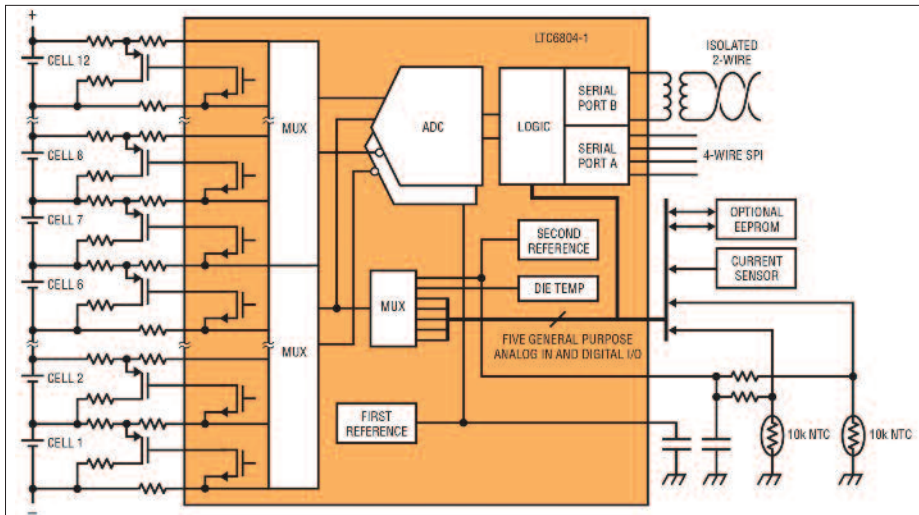 +
LTC6804-1
CELL 12
MUX
ADC
LOGIC
SERIAL
PORT B
SERIAL
PORT A
ISOLATED
2-WIRE
4-WIRE SPI
CELL 8
CELL 7
CELL 6
SECOND
REFERENCE
DIE TEMP
MUX
OPTIONAL
EEPROM
CURRENT
SENSOR
MUX
FIVE GENERAL PURPOSE
ANALOG IN AND DIGITAL I/O
CELL 2
CELL 1
FIRST
REFERENCE
10k NTC
10k NTC
–